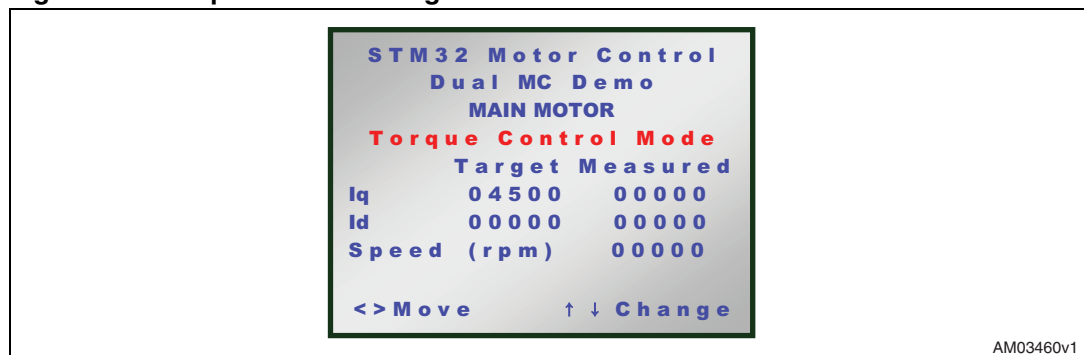 STM32 Motor Control
Dual MC Demo
MAIN MOTOR
Torque Control Mode
Target Measured
Iq 04500 00000
Id 00000 00000
Speed (rpm) 00000
<>Move ↑↓Change
AM03460v1